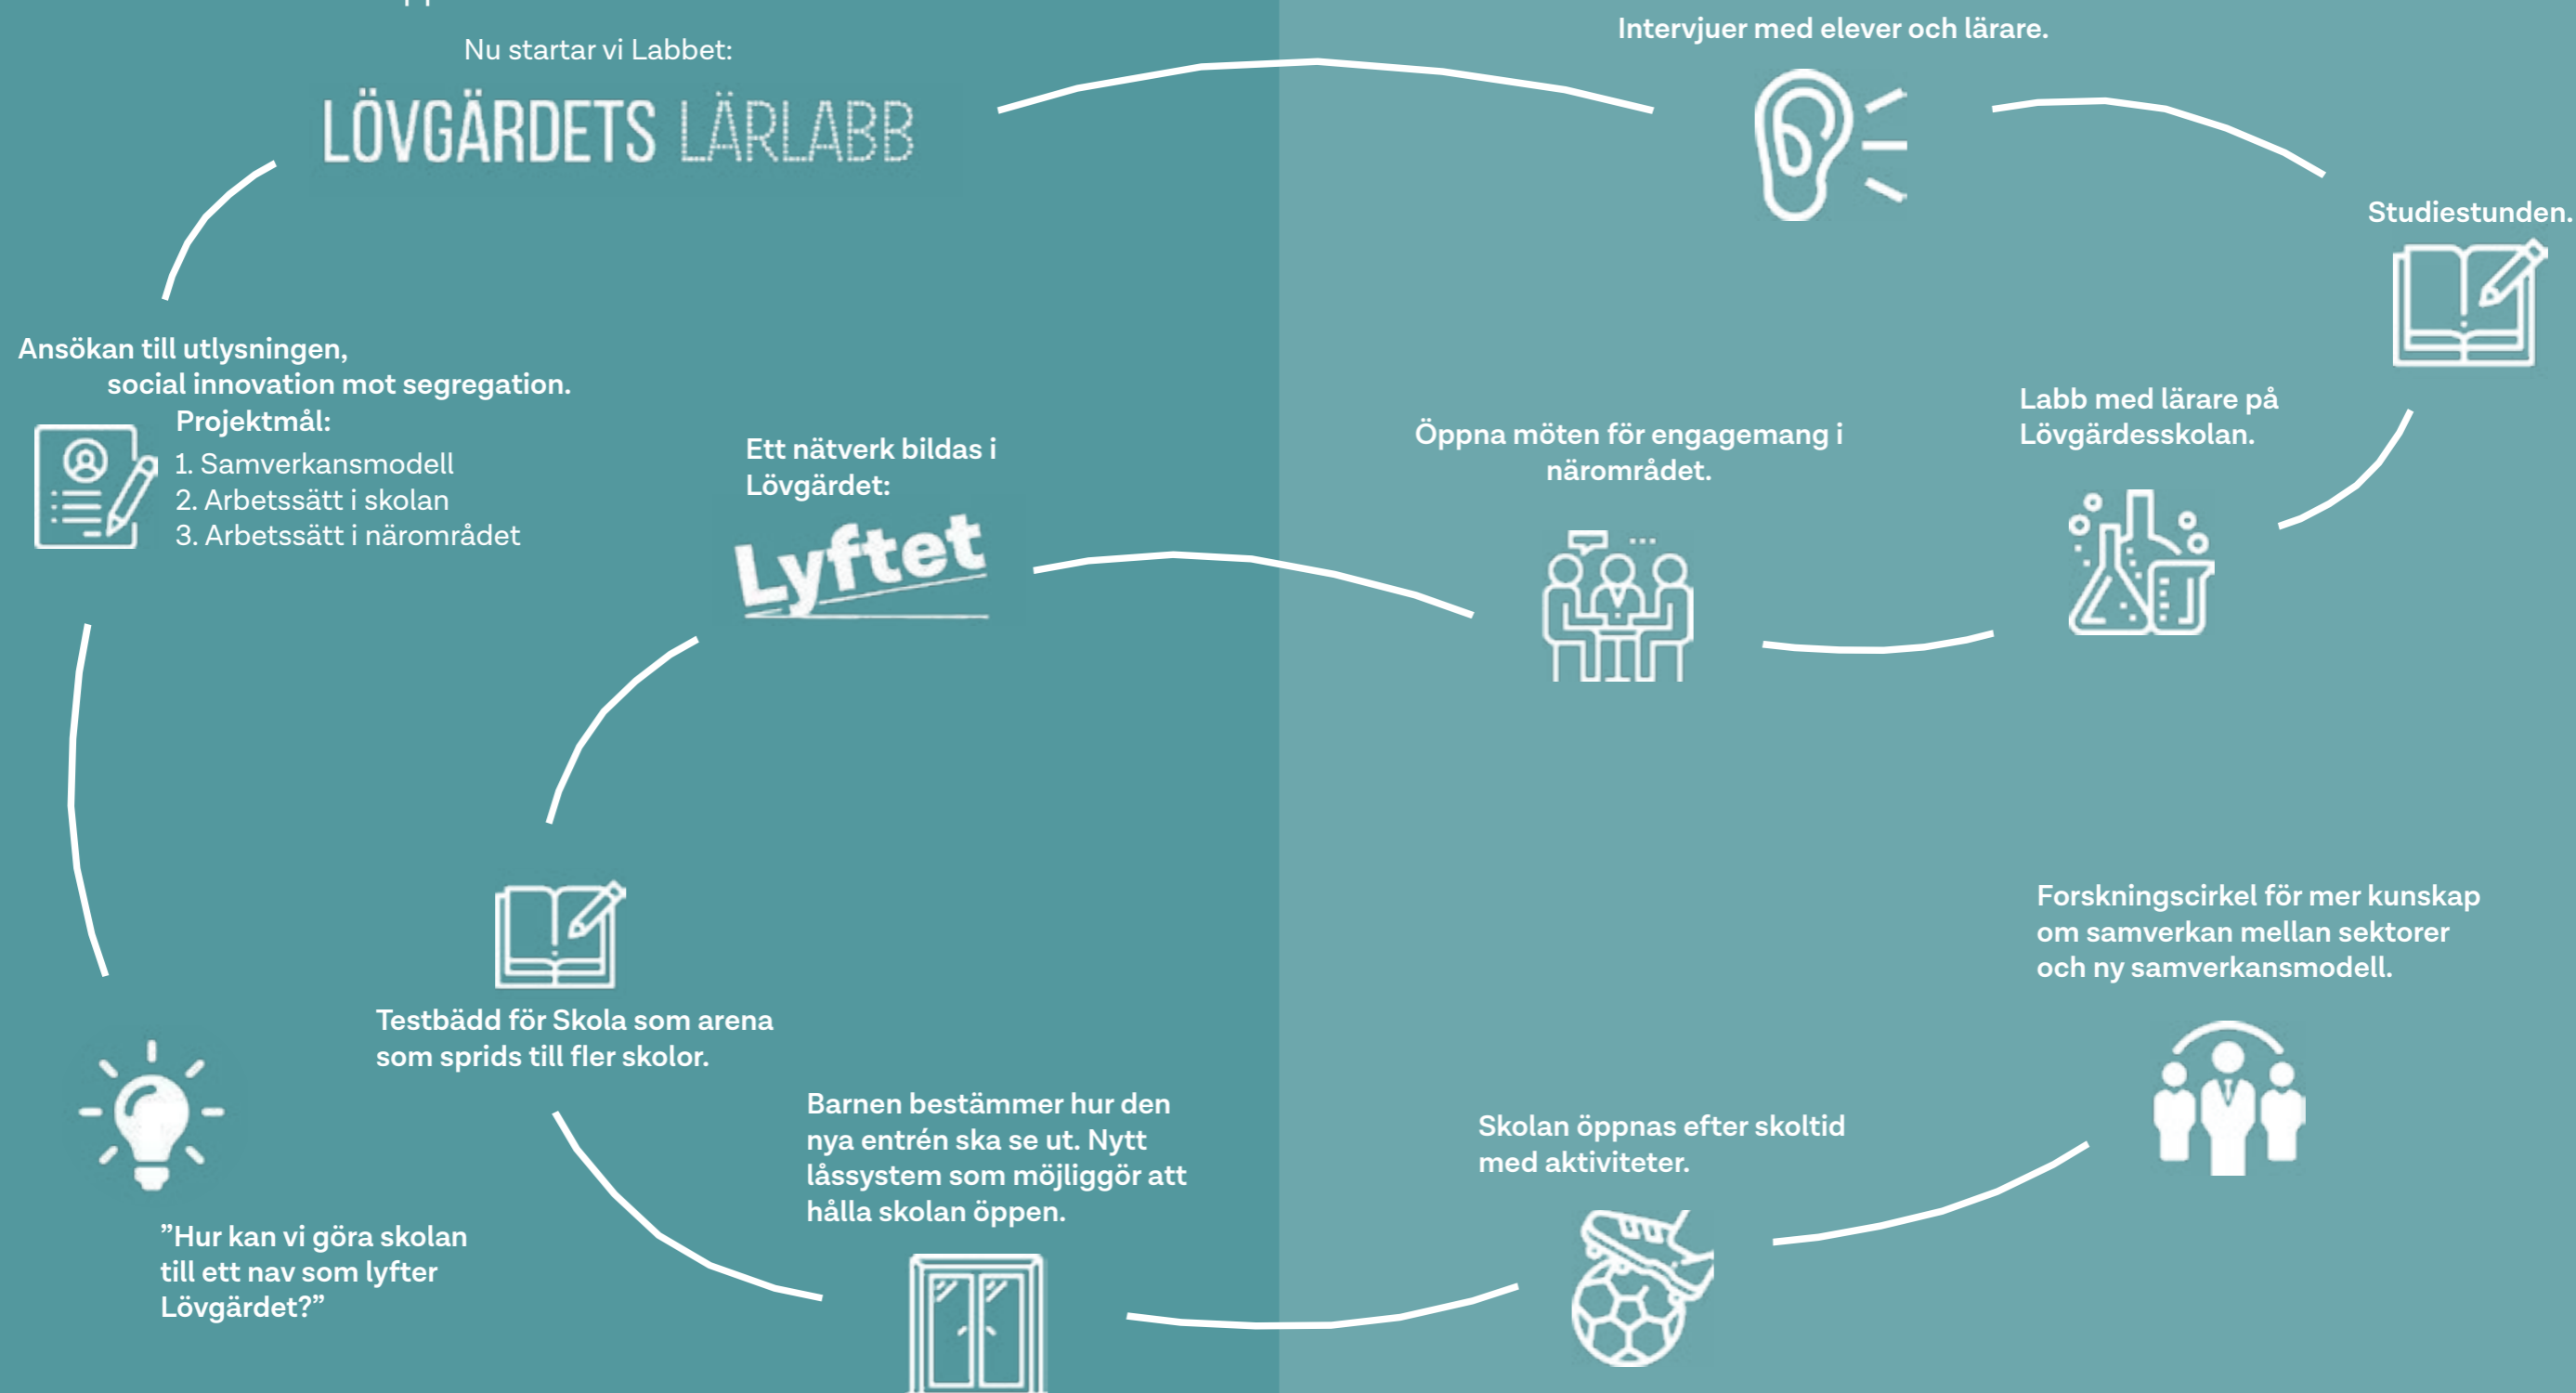 Nu startar vi Labbet:
LÖVGÄRDETS LÄRLABB
Intervjuer med elever och lärare.
Studiestunden.
Ansökan till utlysningen,
social innovation mot segregation.
Projektmål:
1. Samverkansmodell
2. Arbetssätt i skolan
3. Arbetssätt i närområdet
Ett nätverk bildas i
Lövgärdet:
Lyftet
Öppna möten för engagemang i
närområdet.
Labb med lärare på
Lövgärdesskolan.
Testbädd för Skola som arena
som sprids till fler skolor.
”Hur kan vi göra skolan
till ett nav som lyfter
Lövgärdet?”
Barnen bestämmer hur den
nya entrén ska se ut. Nytt
låssystem som möjliggör att
hålla skolan öppen.
Skolan öppnas efter skoltid
med aktiviteter.
Forskningscirkel för mer kunskap
om samverkan mellan sektorer
och ny samverkansmodell.